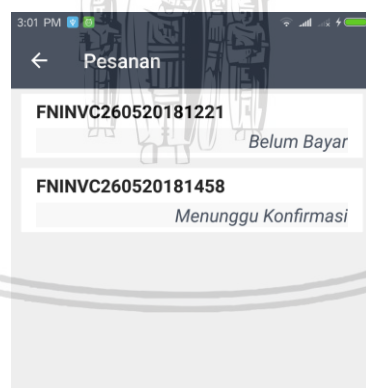 3:01 PM
Pesanan
FNINVC260520181221
Belum Bayar
FNINVC260520181458
Menunggu Konfirmasi